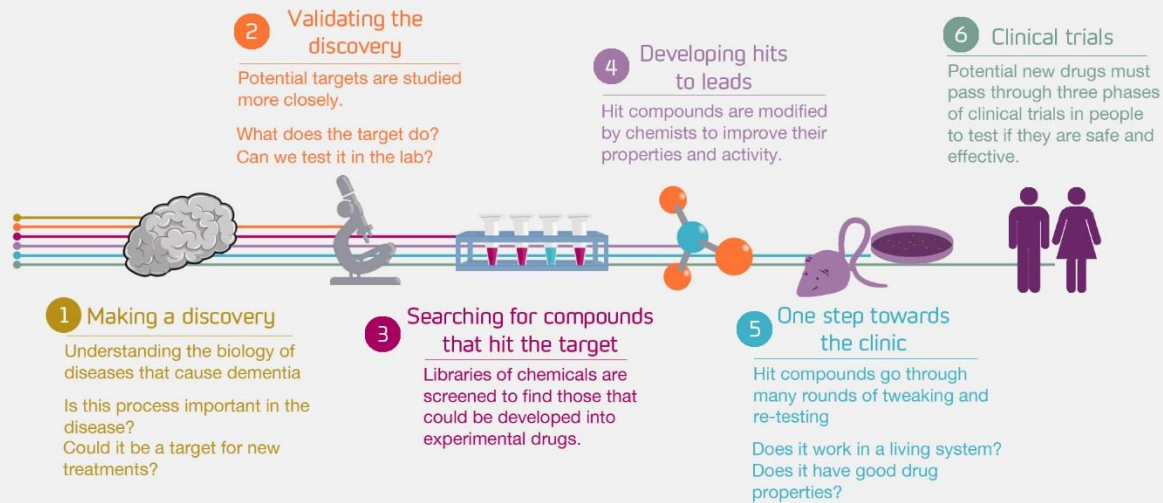 1 Making a discovery
Understanding the biology of
diseases that cause dementia
Is this process important in the
disease?
Could it be a target for new
treatments?
2 Validating the
discovery
Potential targets are studied
more closely.
What does the target do?
Can we test it in the lab?
3 Searching for compounds
that hit the target
Libraries of chemicals are
screened to find those that
could be developed into
experimental drugs.
4 Developing hits
to leads
Hit compounds are modified
by chemists to improve their
properties and activity.
5 One step towards
the clinic
Hit compounds go through
many rounds of tweaking and
re-testing
Does it work in a living system?
Does it have good drug
properties?
6 Clinical trials
Potential new drugs must
pass through three phases
of clinical trials in people
to test if they are safe and
effective.